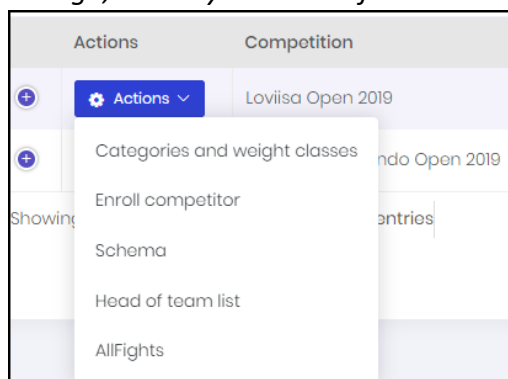 Actions Competition
Actions Loviisa Open 2019
Categories and weight classes
ndo Open 2019
Enroll competitor
Showing entries
Schema
Head of team list
AllFights